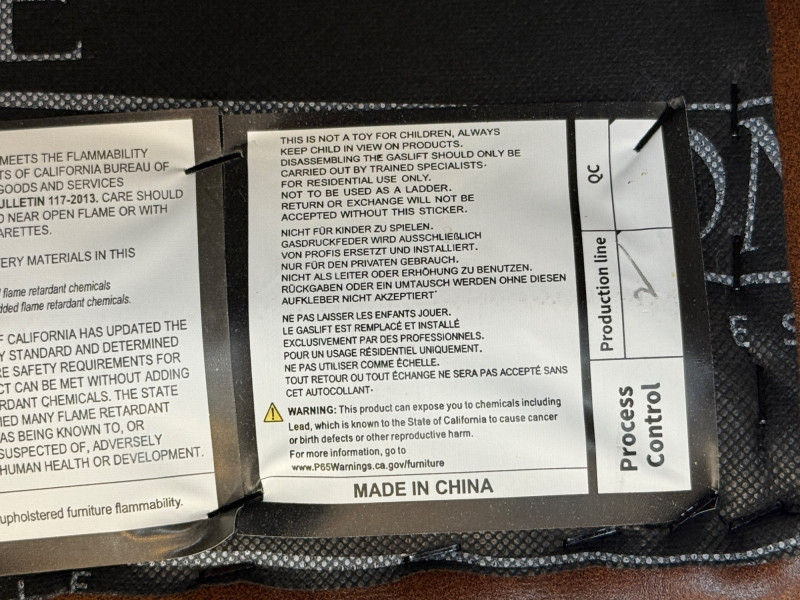 E
MEETS THE FLAMMABILITY
TS OF CALIFORNIA BUREAU OF
GOODS AND SERVICES
ULLETIN 117-2013. CARE SHOULD
D NEAR OPEN FLAME OR WITH
ARETTES.
ERY MATERIALS IN THIS
flame retardant chemicals
dded flame retardant chemicals.
F CALIFORNIA HAS UPDATED THE
Y STANDARD AND DETERMINED
RE SAFETY REQUIREMENTS FOR
CT CAN BE MET WITHOUT ADDING
RDANT CHEMICALS. THE STATE
IED MANY FLAME RETARDANT
AS BEING KNOWN TO, OR
SUSPECTED OF, ADVERSELY
HUMAN HEALTH OR DEVELOPMENT.
upholstered furniture flammability.
THIS IS NOT A TOY FOR CHILDREN, ALWAYS
KEEP CHILD IN VIEW ON PRODUCTS.
DISASSEMBLING THE GASLIFT SHOULD ONLY BE
CARRIED OUT BY TRAINED SPECIALISTS.
FOR RESIDENTIAL USE ONLY.
NOT TO BE USED AS A LADDER.
RETURN OR EXCHANGE WILL NOT BE
ACCEPTED WITHOUT THIS STICKER.
NICHT FÜR KINDER ZU SPIELEN.
GASDRUCKFEDER WIRD AUSSCHLIEßLICH
VON PROFIS ERSETZT UND INSTALLIERT.
NUR FÜR DEN PRIVATEN GEBRAUCH.
NICHT ALS LEITER ODER ERHÖHUNG ZU BENUTZEN.
RÜCKGABEN ODER EIN UMTAUSCH WERDEN OHNE DIESEN
AUFKLEBER NICHT AKZEPTIERT
NE PAS LAISSER LES ENFANTS JOUER.
LE GASLIFT EST REMPLACÉ ET INSTALLÉ
EXCLUSIVEMENT PAR DES PROFESSIONNELS.
POUR UN USAGE RÉSIDENTIEL UNIQUEMENT.
NE PAS UTILISER COMME ÉCHELLE.
TOUT RETOUR OU TOUT ÉCHANGE NE SERA PAS ACCEPTÉ SANS
CET AUTOCOLLANT.
WARNING: This product can expose you to chemicals including
Lead, which is known to the State of California to cause cancer
or birth defects or other reproductive harm.
For more information, go to
www.P65Warnings.ca.gov/furniture
MADE IN CHINA
QC
Production line
2
Process
Control
ON
E S
L E